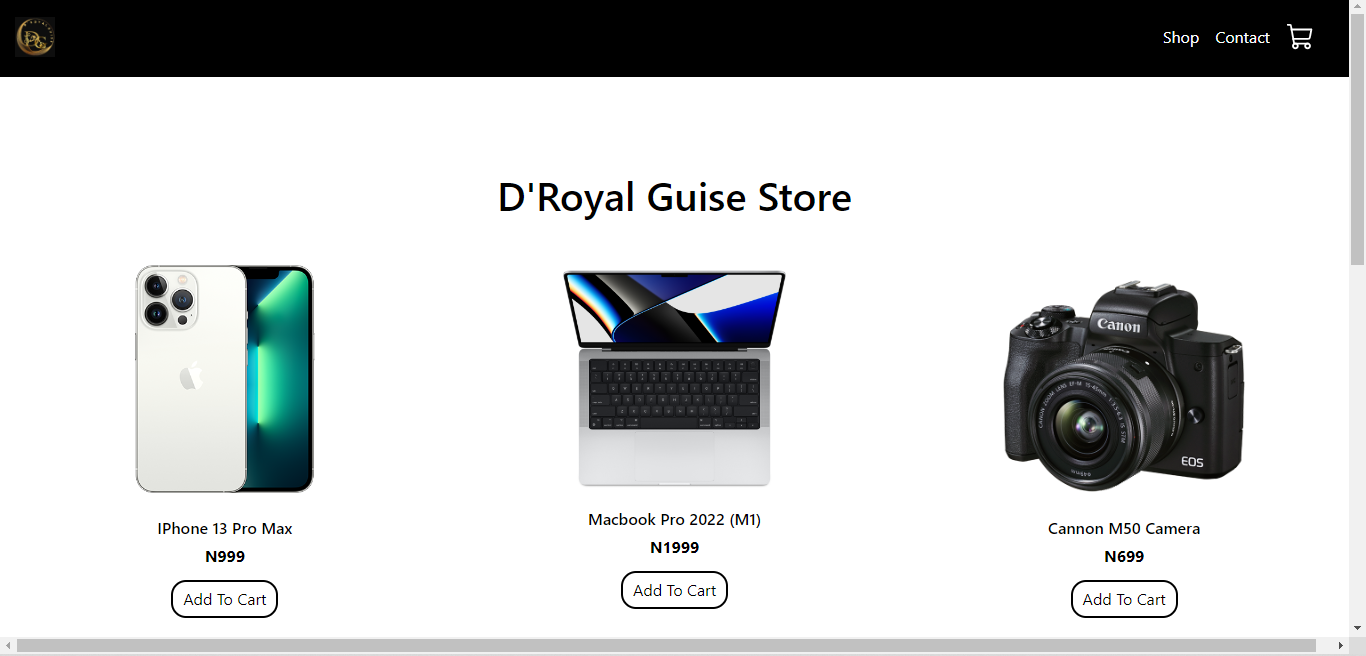 Shop Contact
D'Royal Guise Store
Canon
EOS
IPhone 13 Pro Max
N999
Add To Cart
Macbook Pro 2022 (M1)
N1999
Add To Cart
Cannon M50 Camera
N699
Add To Cart